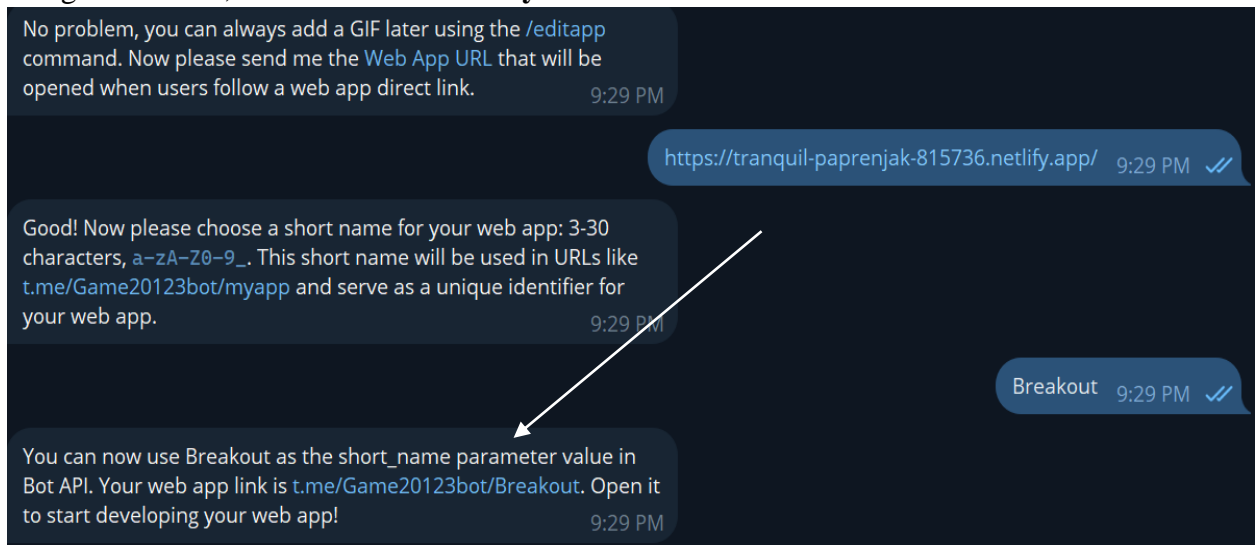 No problem, you can always add a GIF later using the /editapp
command. Now please send me the Web App URL that will be
opened when users follow a web app direct link.
9:29 PM
https://tranquil-paprenjak-815736.netlify.app/ 9:29 PM
Good! Now please choose a short name for your web app: 3-30
characters, a-zA-Z0-9_. This short name will be used in URLs like
t.me/Game20123bot/myapp and serve as a unique identifier for
your web app.
9:29 PM
Breakout 9:29 PM
You can now use Breakout as the short_name parameter value in
Bot API. Your web app link is t.me/Game20123bot/Breakout. Open it
to start developing your web app!
9:29 PM